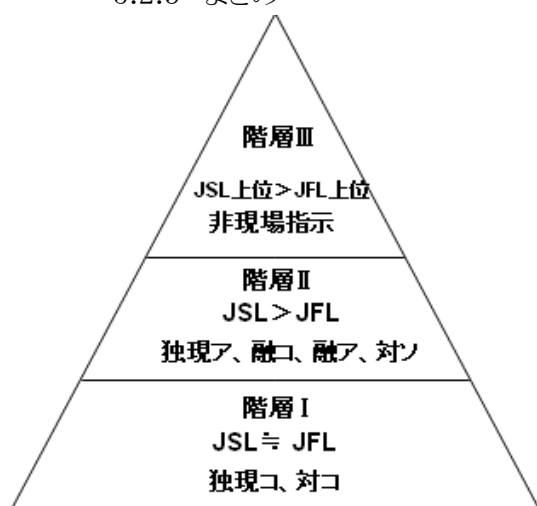 階層Ⅲ
JSL上位＞JFL上位
非現場指示
階層Ⅱ
JSL＞JFL
独現ア、融コ、融ア、対ソ
階層Ⅰ
JSL≒ JFL
独現コ、対コ